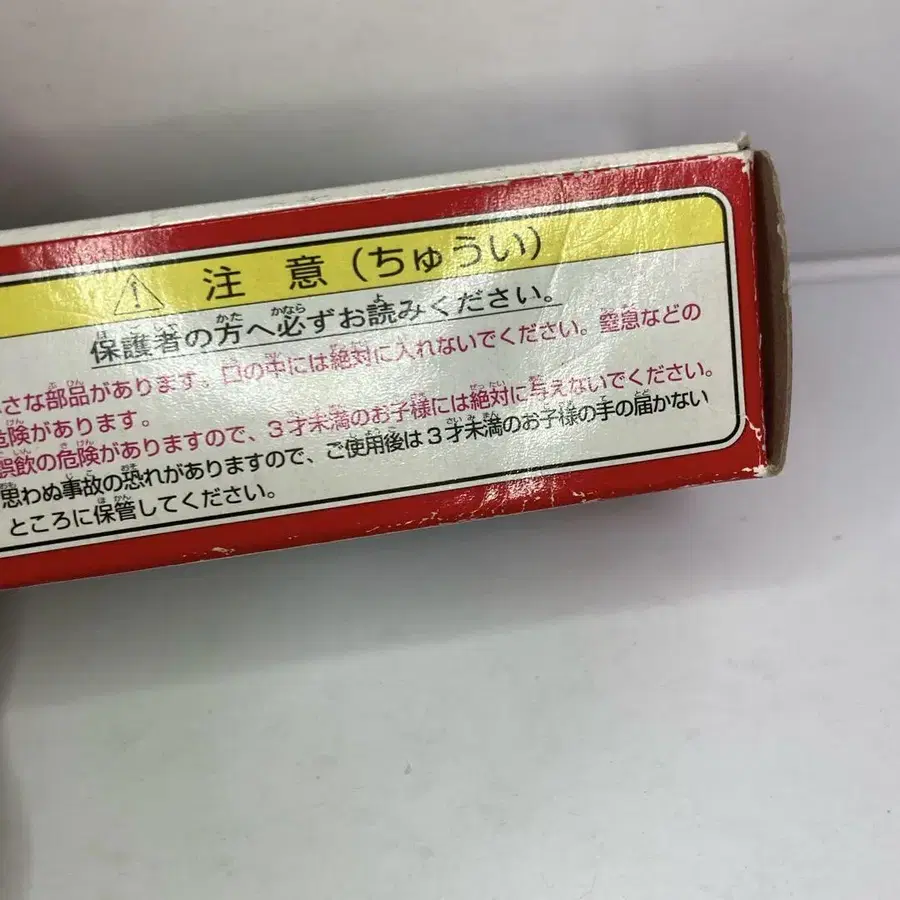 注意(ちゅうい)
保護者の方へ必ずお読みください。
さな部品があります。口の中には絶対に入れないでください。窒息などの
危険があります。
誤飲の危険がありますので、3才未満のお子様には絶対に与えないでください。
思わぬ事故の恐れがありますので、ご使用後は3才未満のお子様の手の届かない
ところに保管してください。